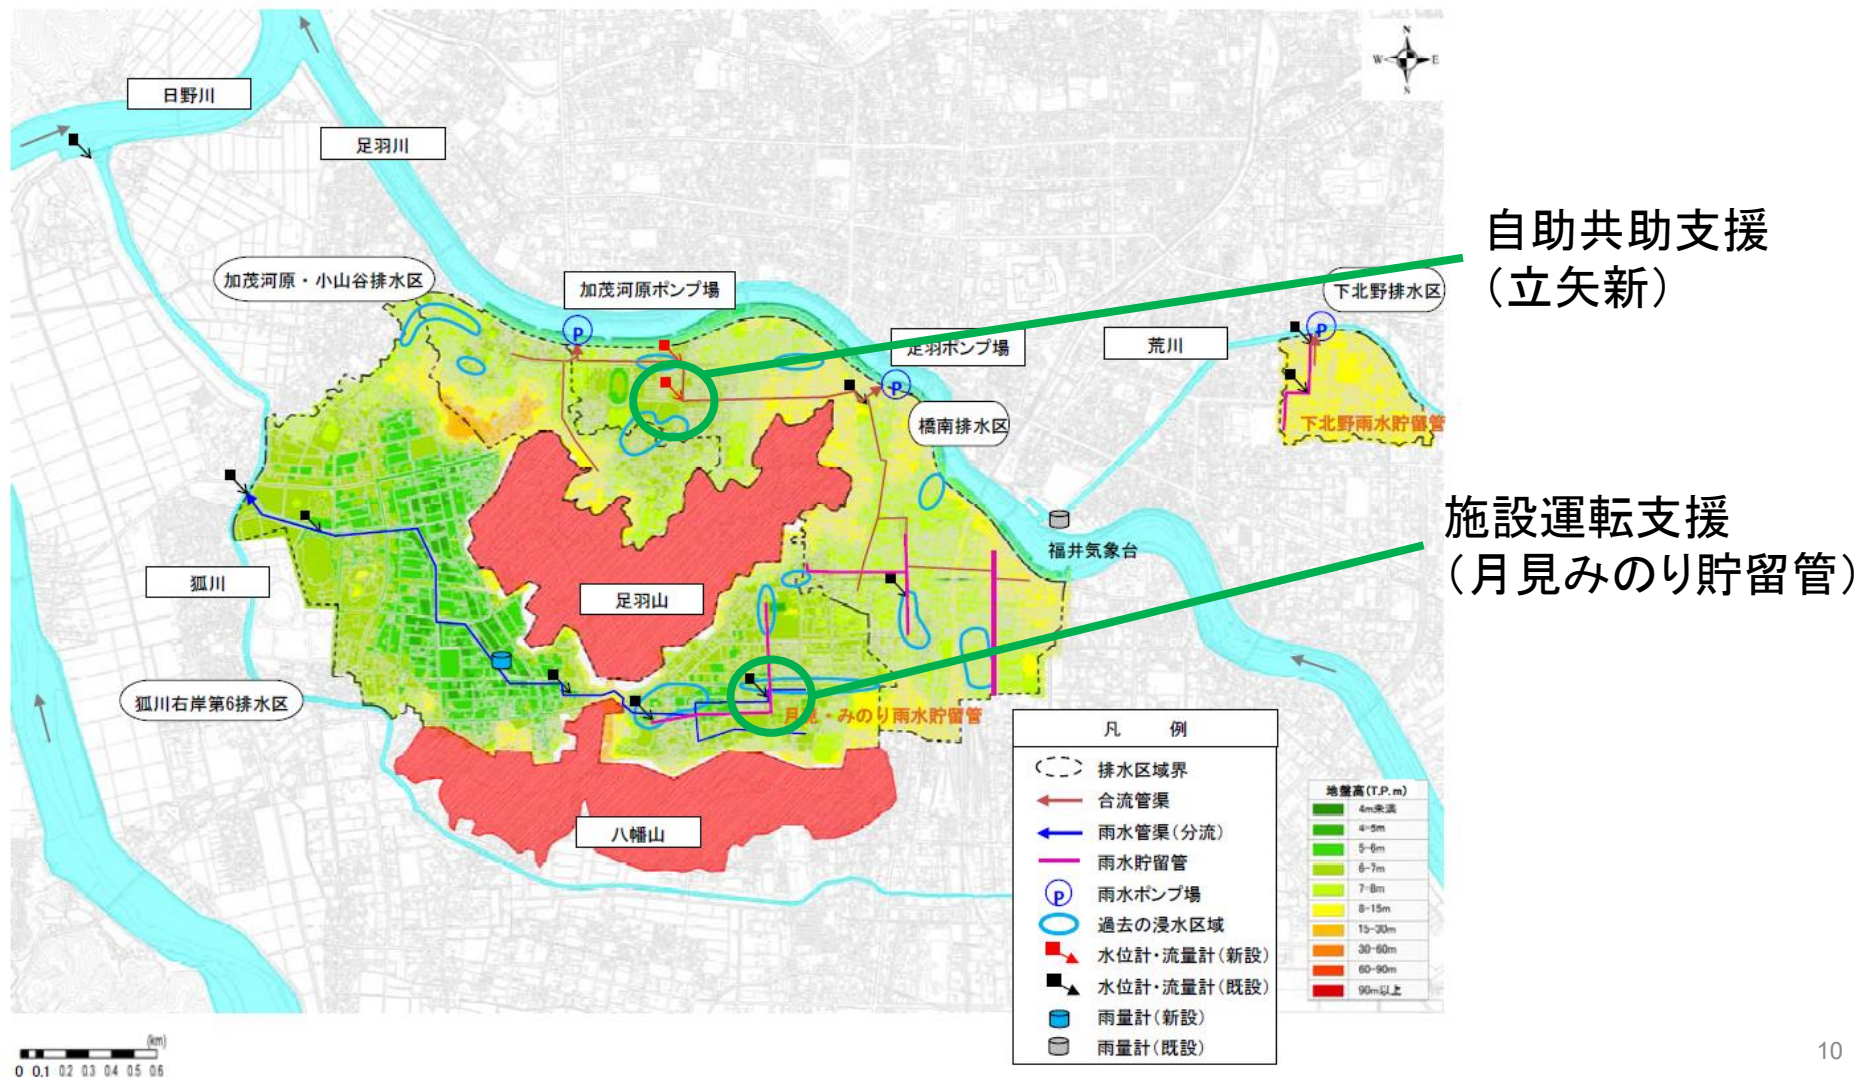 N
W
E
N
日野川
足羽川
加茂河原・小山谷排水区
加茂河原ポンプ場
下北野排水区
自助共助支援
（立矢新）
足羽ポンプ場
荒川
P
P
P
橋南排水区
下北野雨水貯留管
施設運転支援
（月見みのり貯留管）
福井気象台
狐川
足羽山
狐川右岸第6排水区
月見・みのり雨水貯留管
八幡山
凡　例
排水区域界
合流管渠
雨水管渠（分流）
雨水貯留管
P
雨水ポンプ場
過去の浸水区域
水位計・流量計（新設）
水位計・流量計（既設）
雨量計（新設）
雨量計（既設）
地盤高（T.P. m）
4m未満
4-5m
5-6m
6-7m
7-8m
8-15m
15-30m
30-60m
60-90m
90m以上
(km)
0 0.1 0.2 0.3 0.4 0.5 0.6
10